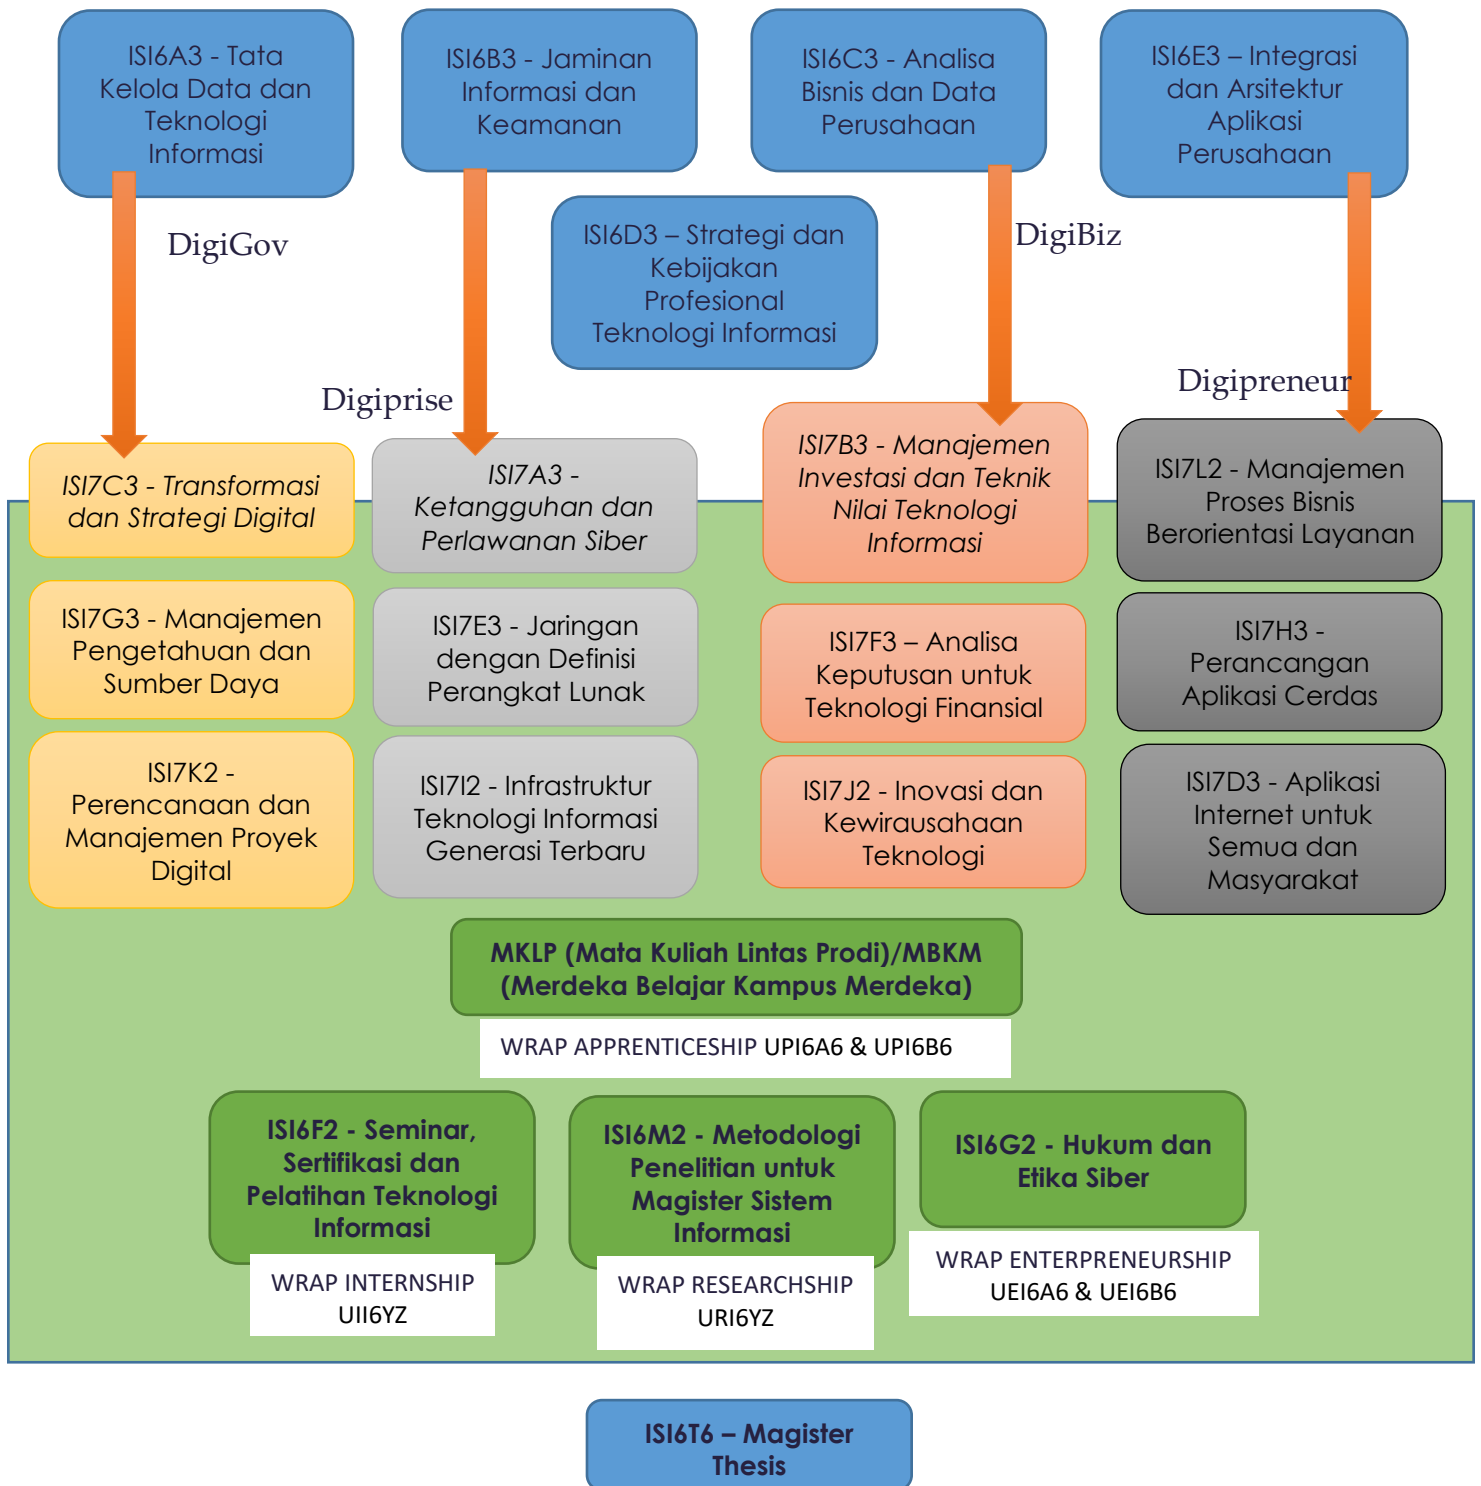 ISI6A3 - Tata
Kelola Data dan
Teknologi
Informasi
ISI6B3 - Jaminan
Informasi dan
Keamanan
ISI6C3 - Analisa
Bisnis dan Data
Perusahaan
ISI6E3 – Integrasi
dan Arsitektur
Aplikasi
Perusahaan
DigiGov
ISI6D3 – Strategi dan
Kebijakan
Profesional
Teknologi Informasi
DigiBiz
Digiprise
Digipreneur
ISI7C3 - Transformasi
dan Strategi Digital
ISI7A3 -
Ketangguhan dan
Perlawanan Siber
ISI7B3 - Manajemen
Investasi dan Teknik
Nilai Teknologi
Informasi
ISI7L2 - Manajemen
Proses Bisnis
Berorientasi Layanan
ISI7G3 - Manajemen
Pengetahuan dan
Sumber Daya
ISI7E3 - Jaringan
dengan Definisi
Perangkat Lunak
ISI7F3 – Analisa
Keputusan untuk
Teknologi Finansial
ISI7H3 -
Perancangan
Aplikasi Cerdas
ISI7K2 -
Perencanaan dan
Manajemen Proyek
Digital
ISI7I2 - Infrastruktur
Teknologi Informasi
Generasi Terbaru
ISI7J2 - Inovasi dan
Kewirausahaan
Teknologi
ISI7D3 - Aplikasi
Internet untuk
Semua dan
Masyarakat
MKLP (Mata Kuliah Lintas Prodi)/MBKM
(Merdeka Belajar Kampus Merdeka)
WRAP APPRENTICESHIP UPI6A6 & UPI6B6
ISI6F2 - Seminar,
Sertifikasi dan
Pelatihan Teknologi
Informasi
ISI6M2 - Metodologi
Penelitian untuk
Magister Sistem
Informasi
ISI6G2 - Hukum dan
Etika Siber
WRAP INTERNSHIP
UII6YZ
WRAP RESEARCHSHIP
URI6YZ
WRAP ENTERPRENEURSHIP
UEI6A6 & UEI6B6
ISI6T6 – Magister
Thesis